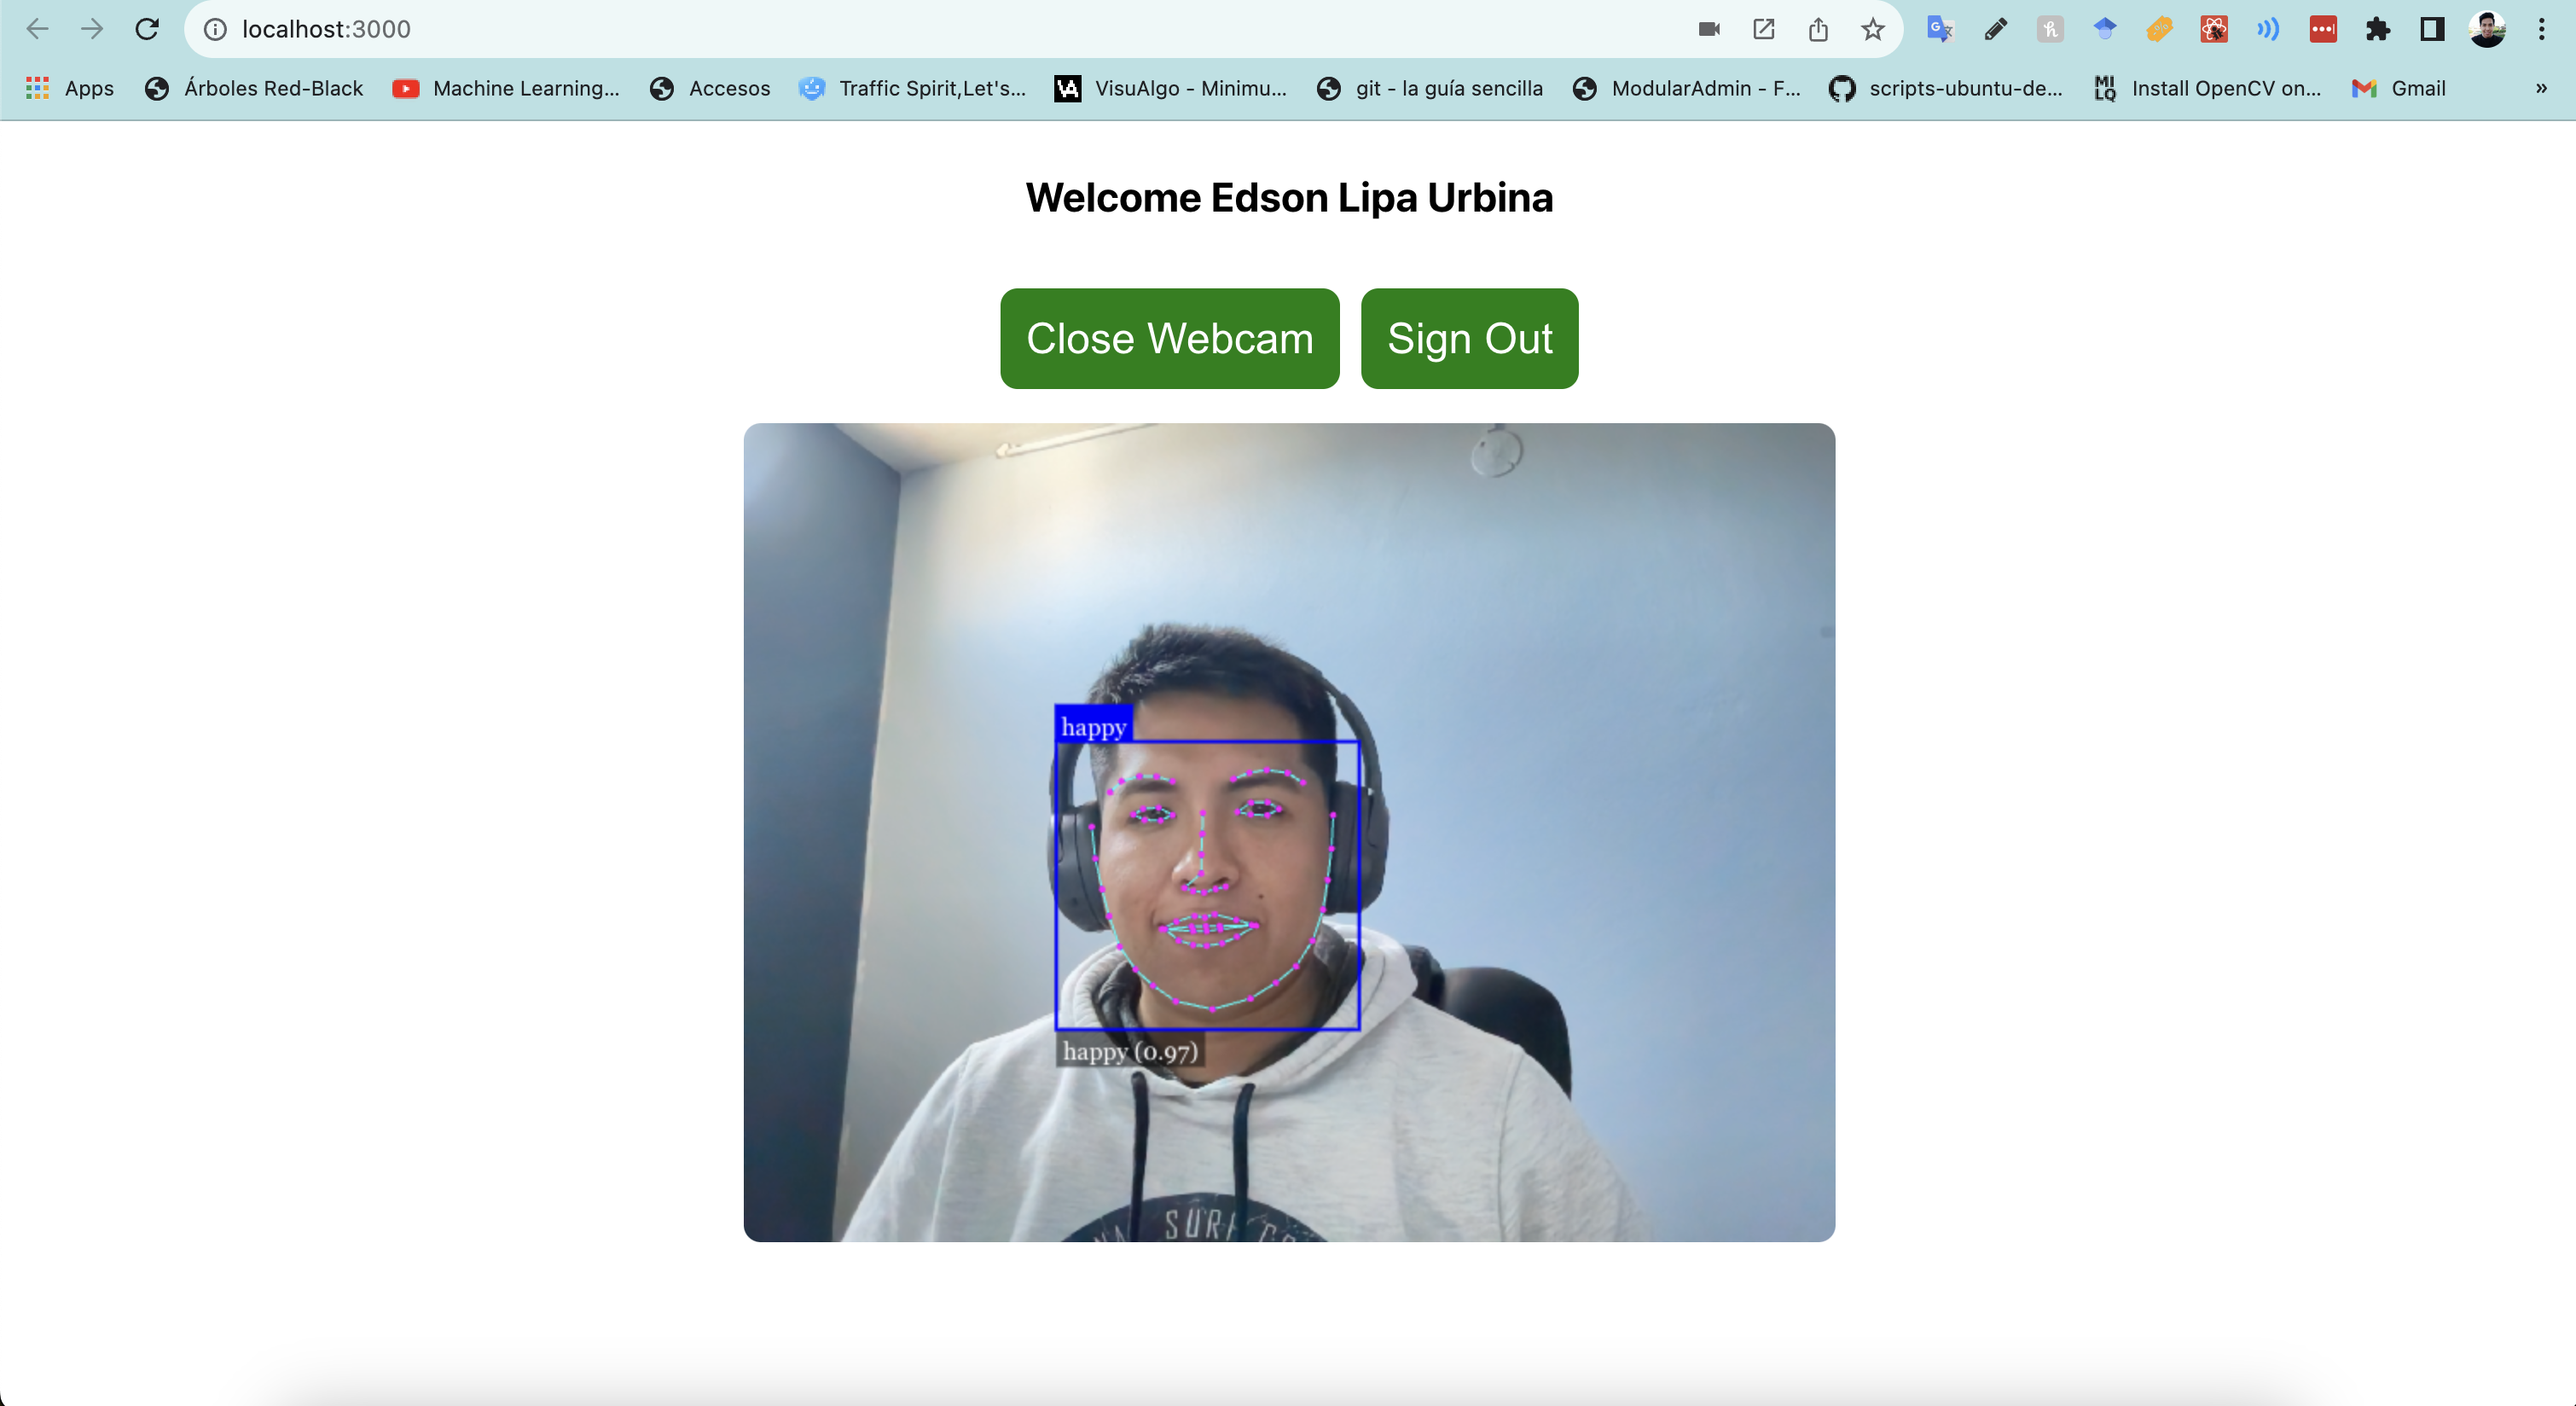 localhost:3000
Apps Árboles Red-Black Machine Learning... Accesos Traffic Spirit,Let's... VisuAlgo - Minimu... git - la guía sencilla ModularAdmin - F... scripts-ubuntu-de... MI LQ Install OpenCV on... Gmail »
Welcome Edson Lipa Urbina
Close Webcam Sign Out
happy
happy (0.97)
SURF